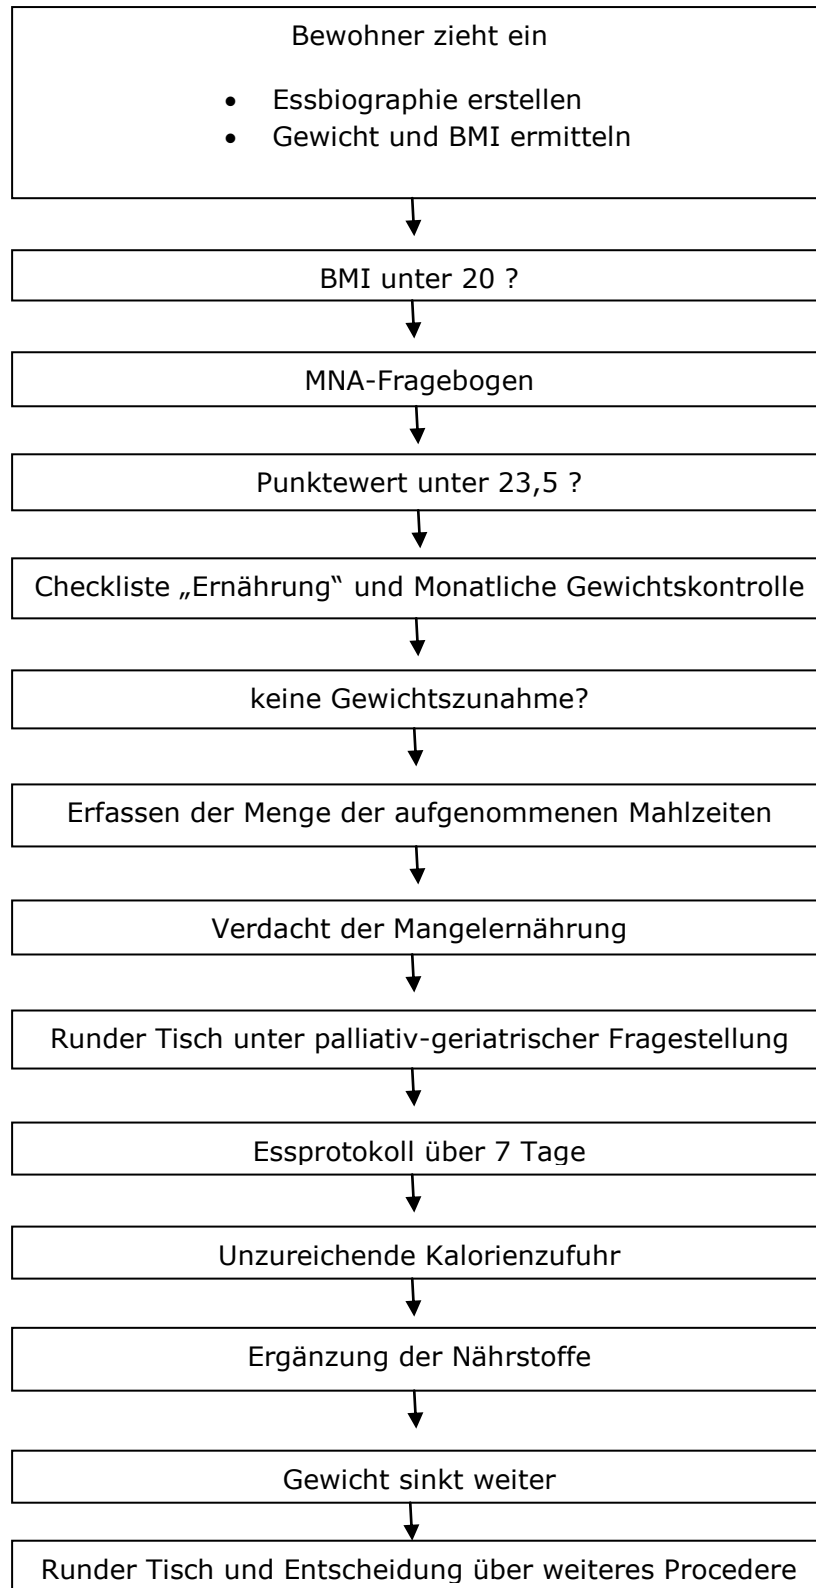 Bewohner zieht ein
• Essbiographie erstellen
• Gewicht und BMI ermitteln
BMI unter 20 ?
MNA-Fragebogen
Punktewert unter 23,5 ?
Checkliste „Ernährung“ und Monatliche Gewichtskontrolle
keine Gewichtszunahme?
Erfassen der Menge der aufgenommenen Mahlzeiten
Verdacht der Mangelernährung
Runder Tisch unter palliativ-geriatrischer Fragestellung
Essprotokoll über 7 Tage
Unzureichende Kalorienzufuhr
Ergänzung der Nährstoffe
Gewicht sinkt weiter
Runder Tisch und Entscheidung über weiteres Procedere